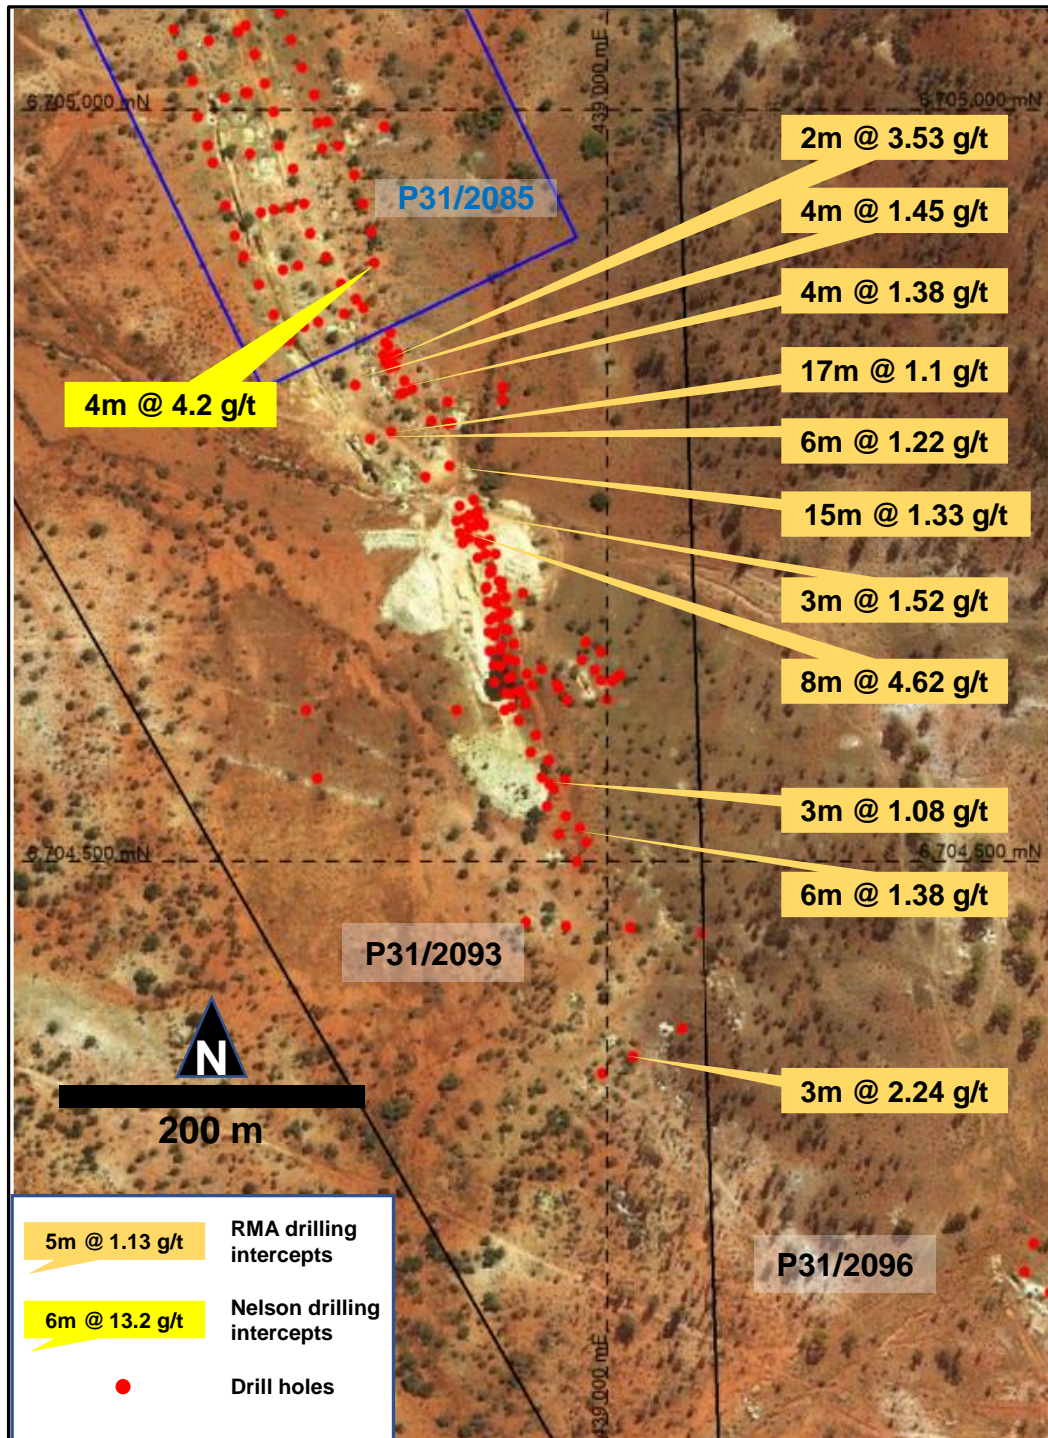 439 000 mE
6,705,000 mN
6,705,000 mN
2m @ 3.53 g/t
P31/2085
4m @ 1.45 g/t
4m @ 1.38 g/t
17m @ 1.1 g/t
4m @ 4.2 g/t
6m @ 1.22 g/t
15m @ 1.33 g/t
3m @ 1.52 g/t
8m @ 4.62 g/t
3m @ 1.08 g/t
6,704,500 mN
6,704,500 mN
6m @ 1.38 g/t
P31/2093
N
3m @ 2.24 g/t
200 m
5m @ 1.13 g/t
RMA drilling
intercepts
P31/2096
6m @ 13.2 g/t
Nelson drilling
intercepts
439 000 mE
Drill holes